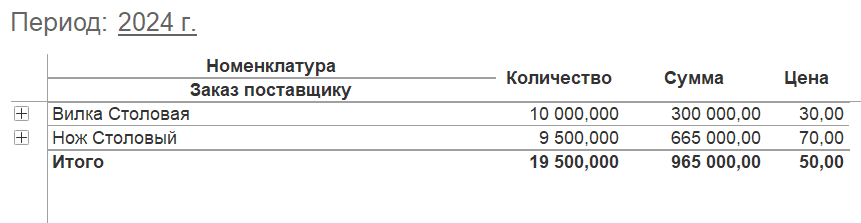 Период: 2024 г.
Номенклатура
Заказ поставщику
Количество Сумма Цена
Вилка Столовая 10 000,000 300 000,00 30,00
Нож Столовый 9 500,000 665 000,00 70,00
Итого 19 500,000 965 000,00 50,00